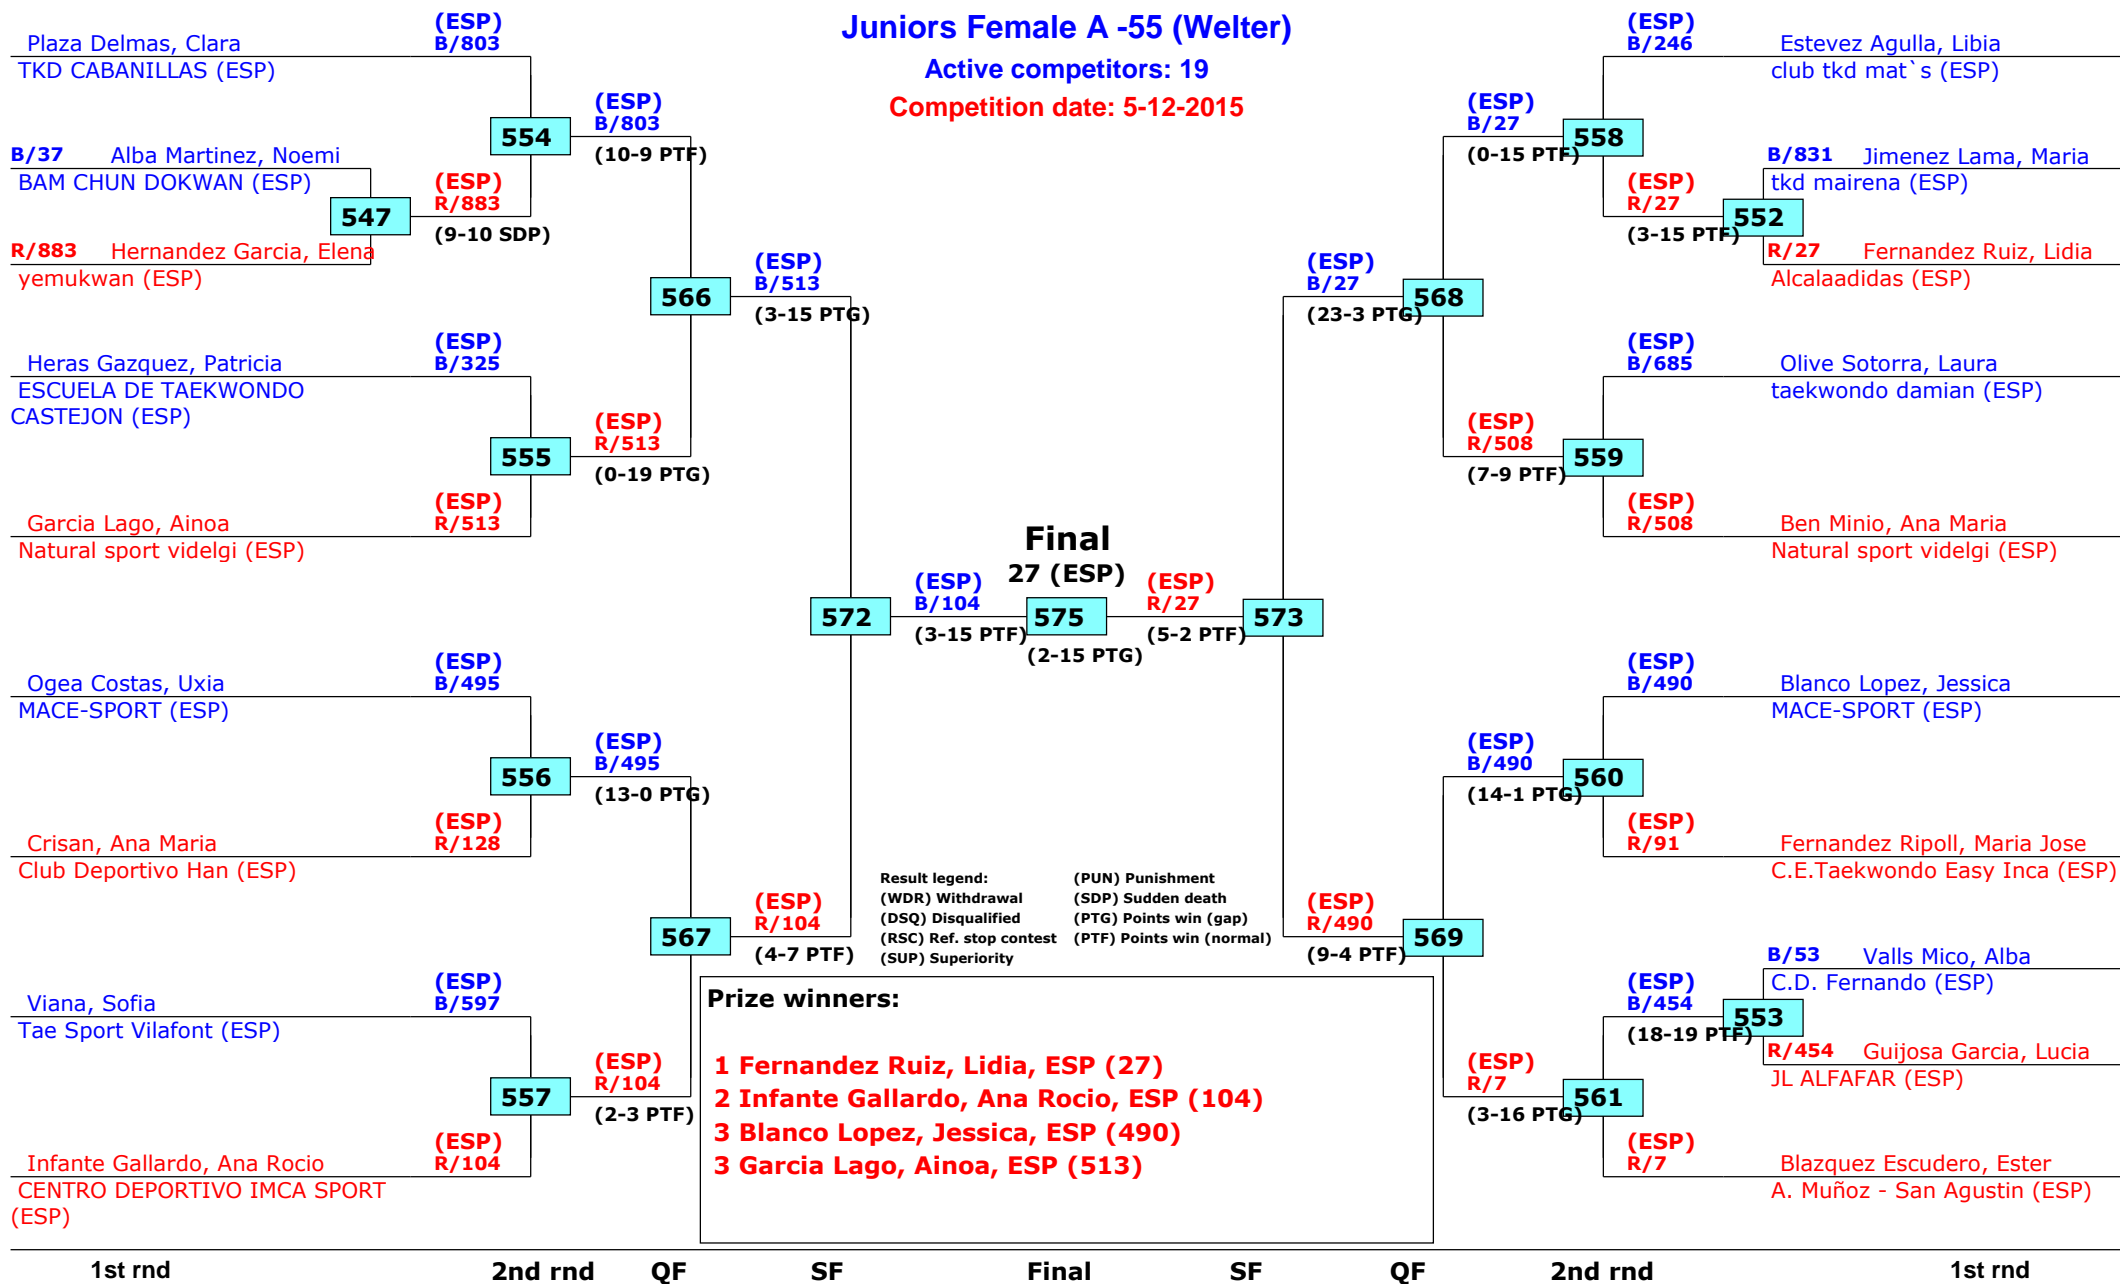 Juniors Female A -55 (Welter)
Active competitors: 19
Competition date: 5-12-2015
Plaza Delmas, Clara
TKD CABANILLAS (ESP)
(ESP)
B/803
554
(ESP)
B/803
(10-9 PTF)
B/37 Alba Martinez, Noemi
BAM CHUN DOKWAN (ESP)
547
(ESP)
R/883
(9-10 SDP)
R/883 Hernandez Garcia, Elena
yemukwan (ESP)
566
(ESP)
B/513
(3-15 PTG)
Heras Gazquez, Patricia
ESCUELA DE TAEKWONDO
CASTEJON (ESP)
(ESP)
B/325
555
(ESP)
R/513
(0-19 PTG)
Garcia Lago, Ainoa
Natural sport videlgi (ESP)
(ESP)
R/513
572
(ESP)
B/104
(3-15 PTF)
Final
27 (ESP)
575
(2-15 PTG)
(ESP)
R/27
(5-2 PTF)
573
Ogea Costas, Uxia
MACE-SPORT (ESP)
(ESP)
B/495
556
(ESP)
B/495
(13-0 PTG)
Crisan, Ana Maria
Club Deportivo Han (ESP)
(ESP)
R/128
567
(ESP)
R/104
(4-7 PTF)
Viana, Sofia
Tae Sport Vilafont (ESP)
(ESP)
B/597
557
(ESP)
R/104
(2-3 PTF)
Infante Gallardo, Ana Rocio
CENTRO DEPORTIVO IMCA SPORT
(ESP)
(ESP)
R/104
(ESP)
B/246
Estevez Agulla, Libia
club tkd mat`s (ESP)
(ESP)
B/27
(0-15 PTF)
558
B/831 Jimenez Lama, Maria
tkd mairena (ESP)
(ESP)
R/27
(3-15 PTF)
552
R/27 Fernandez Ruiz, Lidia
Alcalaadidas (ESP)
(ESP)
B/27
(23-3 PTG)
568
(ESP)
B/685
Olive Sotorra, Laura
taekwondo damian (ESP)
(ESP)
R/508
(7-9 PTF)
559
(ESP)
R/508
Ben Minio, Ana Maria
Natural sport videlgi (ESP)
(ESP)
B/490
Blanco Lopez, Jessica
MACE-SPORT (ESP)
(ESP)
B/490
(14-1 PTG)
560
(ESP)
R/91
Fernandez Ripoll, Maria Jose
C.E.Taekwondo Easy Inca (ESP)
(ESP)
R/490
(9-4 PTF)
569
B/53 Valls Mico, Alba
C.D. Fernando (ESP)
(ESP)
B/454
(18-19 PTF)
553
R/454 Guijosa Garcia, Lucia
JL ALFAFAR (ESP)
(ESP)
R/7
(3-16 PTG)
561
(ESP)
R/7
Blazquez Escudero, Ester
A. Muñoz - San Agustin (ESP)
Result legend: (PUN) Punishment
(WDR) Withdrawal (SDP) Sudden death
(DSQ) Disqualified (PTG) Points win (gap)
(RSC) Ref. stop contest (PTF) Points win (normal)
(SUP) Superiority
Prize winners:
1 Fernandez Ruiz, Lidia, ESP (27)
2 Infante Gallardo, Ana Rocio, ESP (104)
3 Blanco Lopez, Jessica, ESP (490)
3 Garcia Lago, Ainoa, ESP (513)
1st rnd 2nd rnd QF SF Final SF QF 2nd rnd 1st rnd